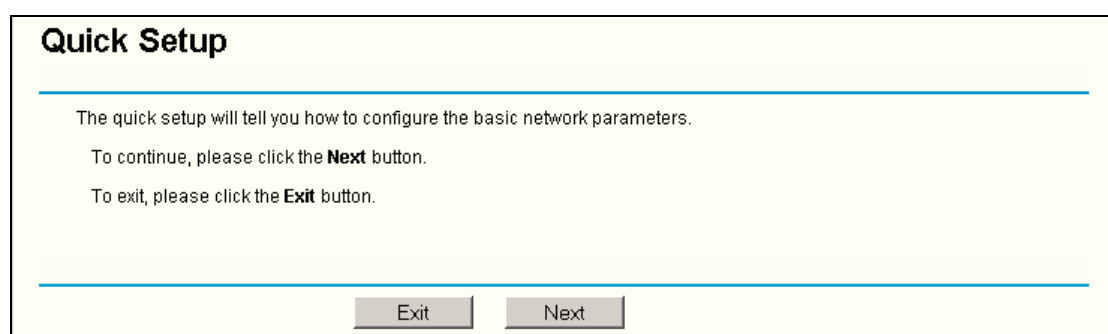 Quick Setup
The quick setup will tell you how to configure the basic network parameters.
To continue, please click the Next button.
To exit, please click the Exit button.
Exit Next